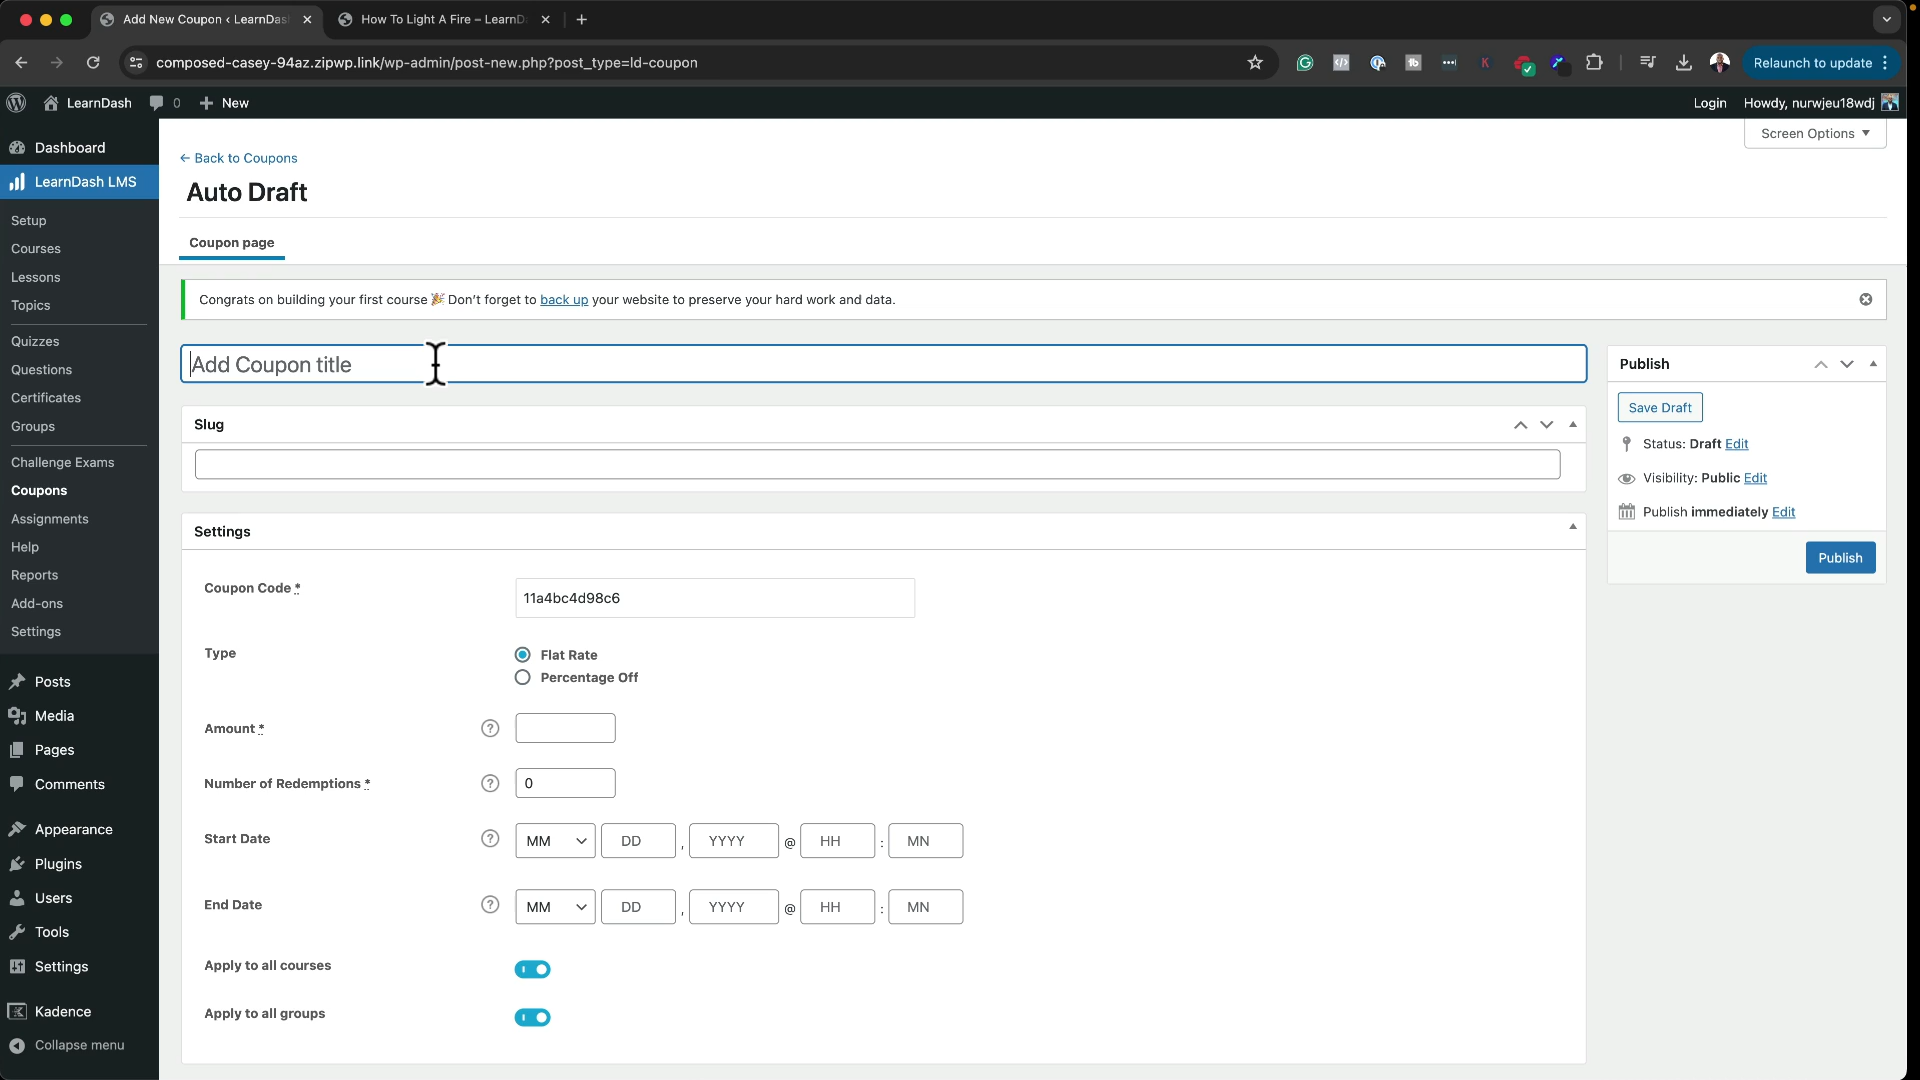 Add New Coupon ‹ LearnDas
How To Light A Fire – LearnD
composed-casey-94az.zipwp.link/wp-admin/post-new.php?post_type=ld-coupon
Relaunch to update
LearnDash
0
New
Login
Howdy, nurwjeu18wdj
Dashboard
LearnDash LMS
Setup
Courses
Lessons
Topics
Quizzes
Questions
Certificates
Groups
Challenge Exams
Coupons
Assignments
Help
Reports
Add-ons
Settings
Posts
Media
Pages
Comments
Appearance
Plugins
Users
Tools
Settings
Kadence
Collapse menu
Screen Options
← Back to Coupons
Auto Draft
Coupon page
Congrats on building your first course 🎉 Don't forget to back up your website to preserve your hard work and data.
Add Coupon title
Slug
Settings
Coupon Code *
11a4bc4d98c6
Type
Flat Rate
Percentage Off
Amount *
Number of Redemptions *
0
Start Date
MM DD , YYYY @ HH : MN
End Date
MM DD , YYYY @ HH : MN
Apply to all courses
Apply to all groups
Publish
Save Draft
Status: Draft Edit
Visibility: Public Edit
Publish immediately Edit
Publish